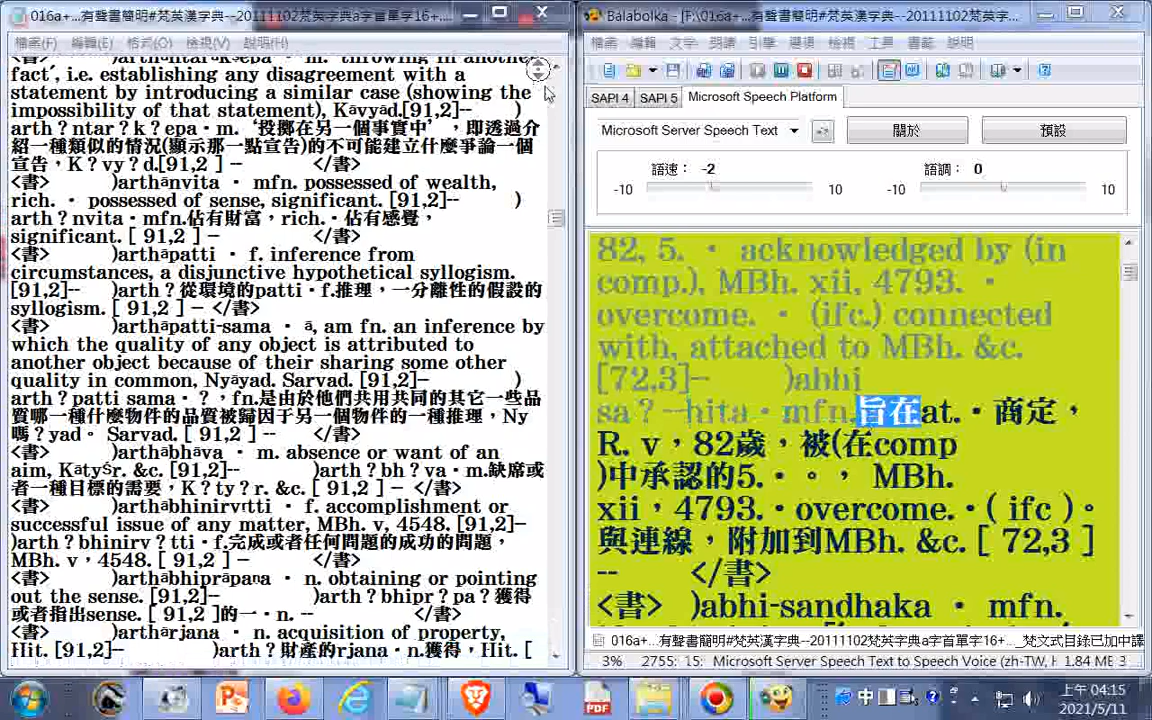 016a+...有聲書簡明#梵英漢字典--20111102梵英字典a字首單字16+...
檔案(F) 編輯(E) 格式(O) 檢視(V) 說明(H)
fact', i.e. establishing any disagreement with a
statement by introducing a similar case (showing the
impossibility of that statement), Kāvyād.[91,2]-- )
arth ? ntar ? k ? epa · m.‘投擲在另一個事實中’，即透過介
紹一種類似的情況(顯示那一點宣告)的不可能建立什麼爭論一個
宣告，K ? vy ? d.[91,2 ] -- </書>
<書> )arthānvita · mfn. possessed of wealth,
rich. · possessed of sense, significant. [91,2]-- )
arth ? nvita · mfn.佔有財富，rich.·佔有感覺，
significant. [ 91,2 ] -- </書>
<書> )arthāpatti · f. inference from
circumstances, a disjunctive hypothetical syllogism.
[91,2]-- )arth ? 從環境的patti · f.推理，一分離性的假設的
syllogism. [ 91,2 ] – </書>
<書> )arthāpatti-sama · ā, am fn. an inference by
which the quality of any object is attributed to
another object because of their sharing some other
quality in common, Nyāyad. Sarvad. [91,2]-- )
arth ? patti sama · ?，fn.是由於他們共用共同的其它一些品
質哪一種什麼物件的品質被歸因于另一個物件的一種推理，Ny
嗎 ? yad。 Sarvad. [ 91,2 ] -- </書>
<書> )arthābhāva · m. absence or want of an
aim, KātyŚr. &c. [91,2]-- )arth ? bh ? va · m.缺席或
者一種目標的需要，K ? ty ? r. &c. [ 91,2 ] -- </書>
<書> )arthābhinirvṛtti · f. accomplishment or
successful issue of any matter, MBh. v, 4548. [91,2]--
)arth ? bhinirv ? tti · f.完成或者任何問題的成功的問題，
MBh. v，4548. [ 91,2 ] -- </書>
<書> )arthābhiprāpaṇa · n. obtaining or pointing
out the sense. [91,2]-- )arth ? bhipr ? pa ? 獲得
或者指出sense. [ 91,2 ]的一·n. -- </書>
<書> )arthārjana · n. acquisition of property,
Hit. [91,2]-- )arth ? 財產的rjana · n.獲得，Hit. [
Balabolka - [F:\016a+...有聲書簡明#梵英漢字典--20111102梵英字...
檔案 編輯 文字 朗讀 引擎 選項 檢視 工具 書籤 說明
SAPI 4 SAPI 5 Microsoft Speech Platform
Microsoft Server Speech Text 關於 預設
語速： -2 語調： 0
-10 10 -10 10
82, 5. · acknowledged by (in
comp.), MBh. xii, 4793. ·
overcome. · (ifc.) connected
with, attached to MBh. &c.
[72,3]-- )abhi
sa ? --hita · mfn.旨在at.·商定，
R. v，82歲，被(在comp
)中承認的5.·。， MBh.
xii，4793.·overcome.·( ifc )。
與連線，附加到MBh. &c. [ 72,3 ]
-- </書>
<書> )abhi-sandhaka · mfn.
016a+...有聲書簡明#梵英漢字典--20111102梵英字典a字首單字16+..._梵文式目錄已加中譯
3% 2755: 15: Microsoft Server Speech Text to Speech Voice (zh-TW, H 1.84 ME 3
中
上午 04:15
2021/5/11